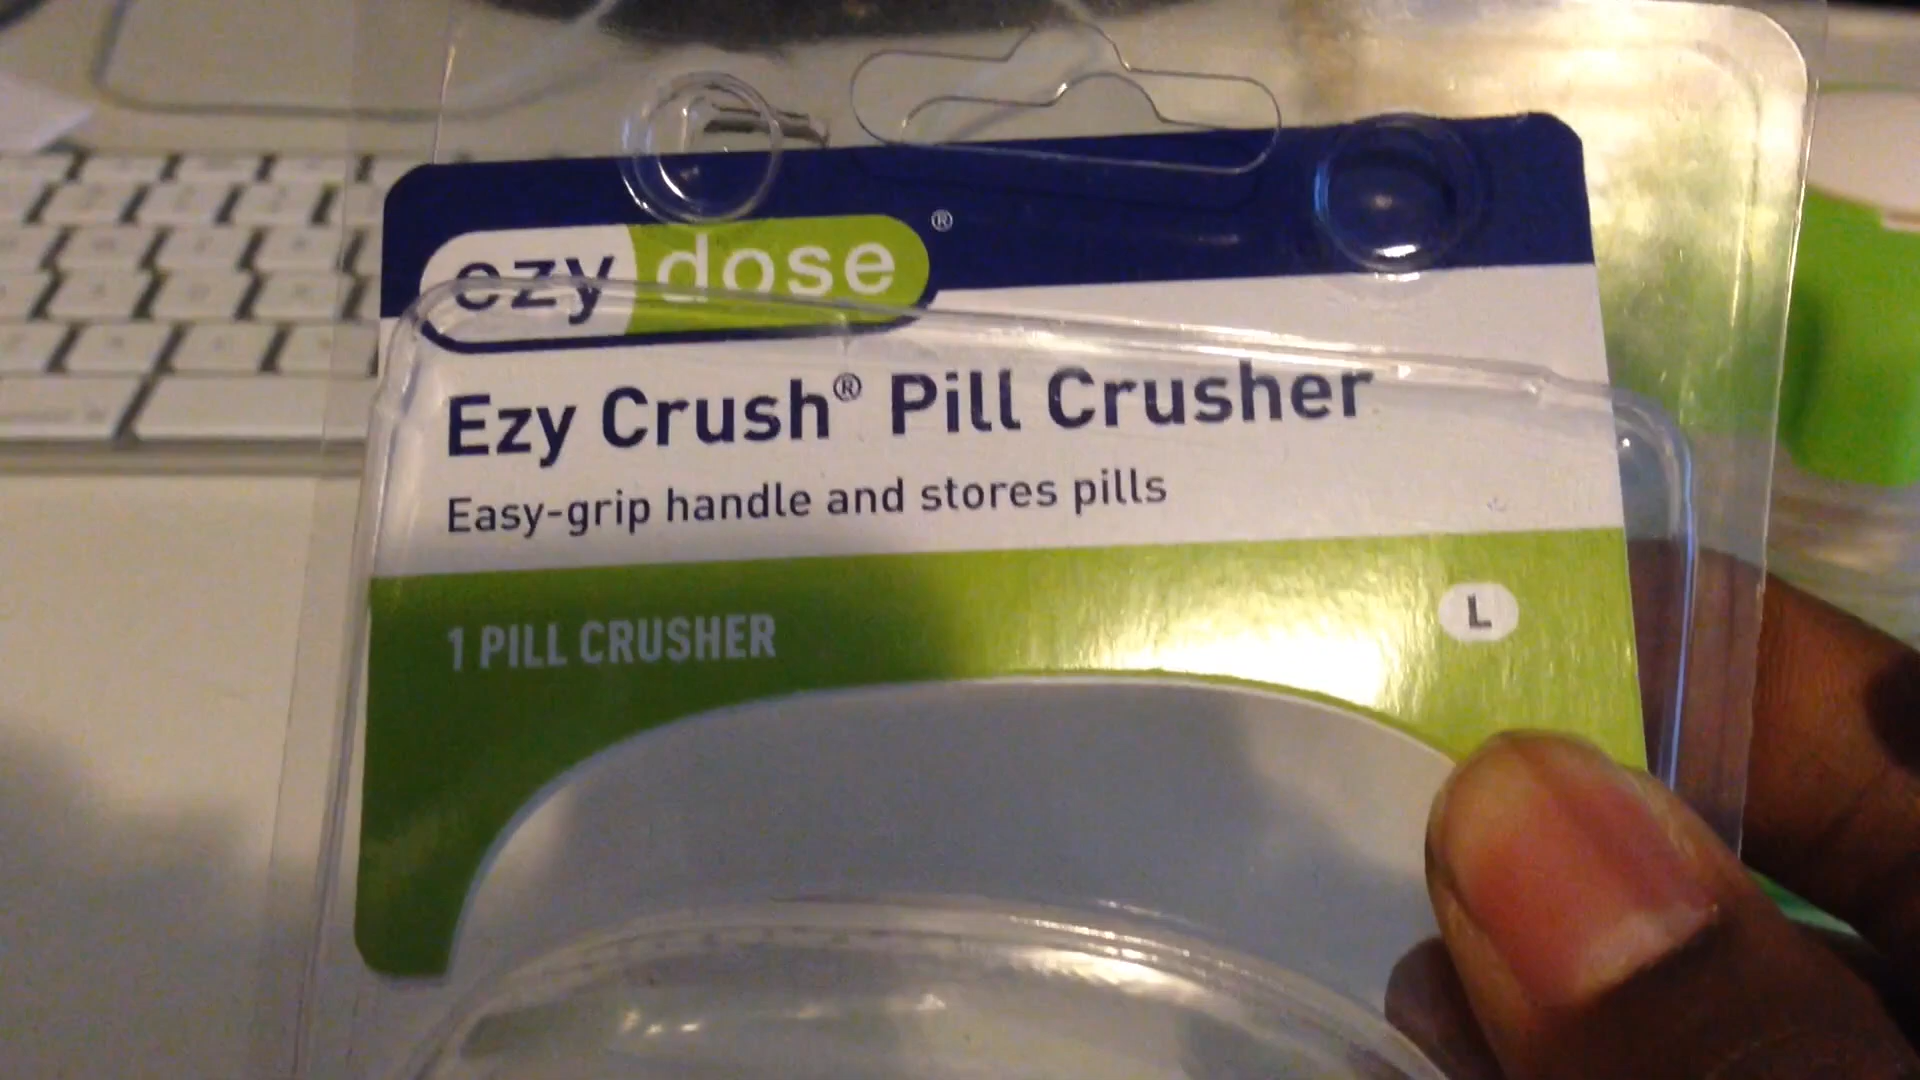 ezy dose®
Ezy Crush® Pill Crusher
Easy-grip handle and stores pills
1 PILL CRUSHER
L